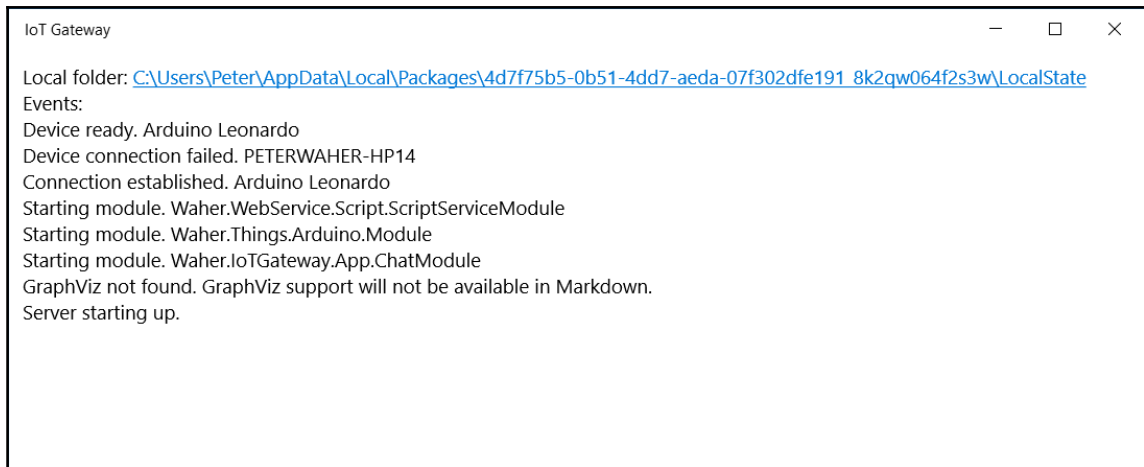 IoT Gateway
Local folder: C:\Users\Peter\AppData\Local\Packages\4d7f75b5-0b51-4dd7-aeda-07f302dfe191_8k2qw064f2s3w\LocalState
Events:
Device ready. Arduino Leonardo
Device connection failed. PETERWAHER-HP14
Connection established. Arduino Leonardo
Starting module. Waher.WebService.Script.ScriptServiceModule
Starting module. Waher.Things.Arduino.Module
Starting module. Waher.IoTGateway.App.ChatModule
GraphViz not found. GraphViz support will not be available in Markdown.
Server starting up.